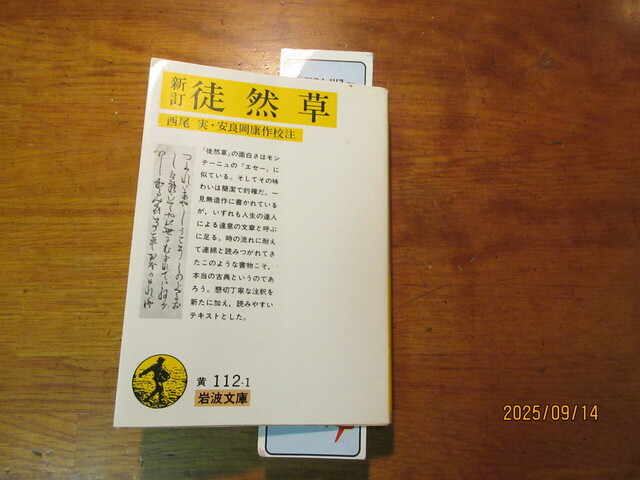 新訂 徒然草
西尾 実・安良岡康作校注
「徒然草」の面白さはモン
テーニュの「エセー」に
似ている。そしてその味
わいは簡潔で的確だ。一
見無造作に書かれている
が，いずれも人生の達人
による達意の文章と呼ぶ
に足る。時の流れに耐え
て連綿と読みつがれてき
たこのような書物こそ，
本当の古典というのであ
ろう。懇切丁寧な注釈を
新たに加え，読みやすい
テキストとした。
黄 112-1
岩波文庫
2025/09/14